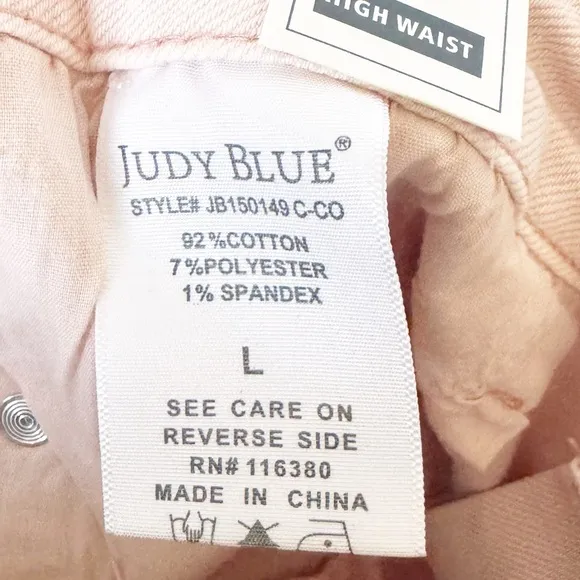 HIGH WAIST
JUDY BLUE®
STYLE# JB150149 C-CO
92%COTTON
7%POLYESTER
1% SPANDEX
L
SEE CARE ON
REVERSE SIDE
RN# 116380
MADE IN CHINA